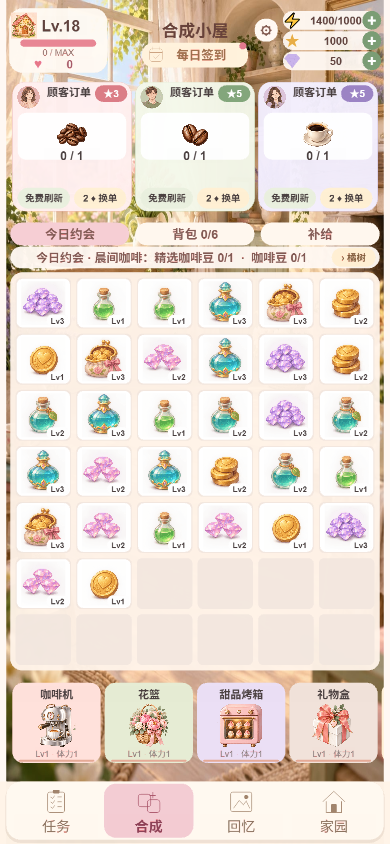 Lv.18
0 / MAX
♥ 0
合成小屋
每日签到
1400/1000 +
1000 +
50 +
顾客订单 ★3
0 / 1
免费刷新 2♦换单
顾客订单 ★5
0 / 1
免费刷新 2♦换单
顾客订单 ★5
0 / 1
免费刷新 2♦换单
今日约会 背包 0/6 补给
今日约会 · 晨间咖啡：精选咖啡豆 0/1 · 咖啡豆 0/1 › 橘树
Lv3 Lv1 Lv1 Lv3 Lv3 Lv2
Lv1 Lv3 Lv2 Lv3 Lv3 Lv2
Lv2 Lv3 Lv1 Lv2 Lv3 Lv2
Lv3 Lv2 Lv3 Lv2 Lv2 Lv1
Lv3 Lv2 Lv1 Lv2 Lv1 Lv3
Lv2 Lv1
咖啡机 花篮 甜品烤箱 礼物盒
Lv1 体力1 Lv1 体力1 Lv1 体力1 Lv1 体力1
任务 合成 回忆 家园